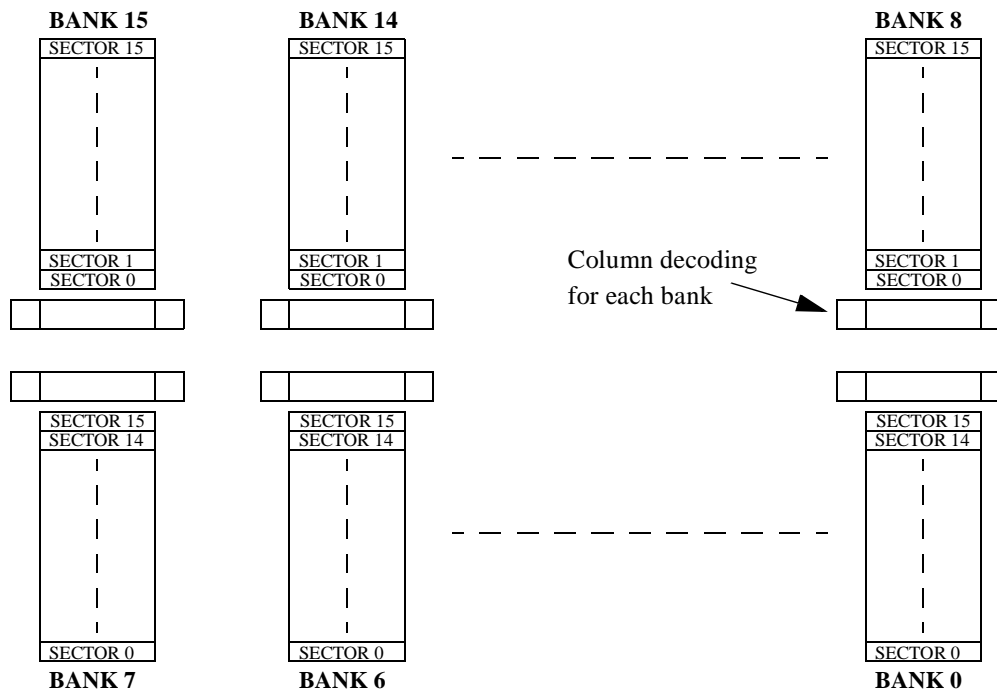 BANK 15 BANK 14 BANK 8
SECTOR 15 SECTOR 15 SECTOR 15
SECTOR 1 SECTOR 1 SECTOR 1
SECTOR 0 SECTOR 0 SECTOR 0
Column decoding
for each bank
SECTOR 15 SECTOR 15 SECTOR 15
SECTOR 14 SECTOR 14 SECTOR 14
SECTOR 0 SECTOR 0 SECTOR 0
BANK 7 BANK 6 BANK 0